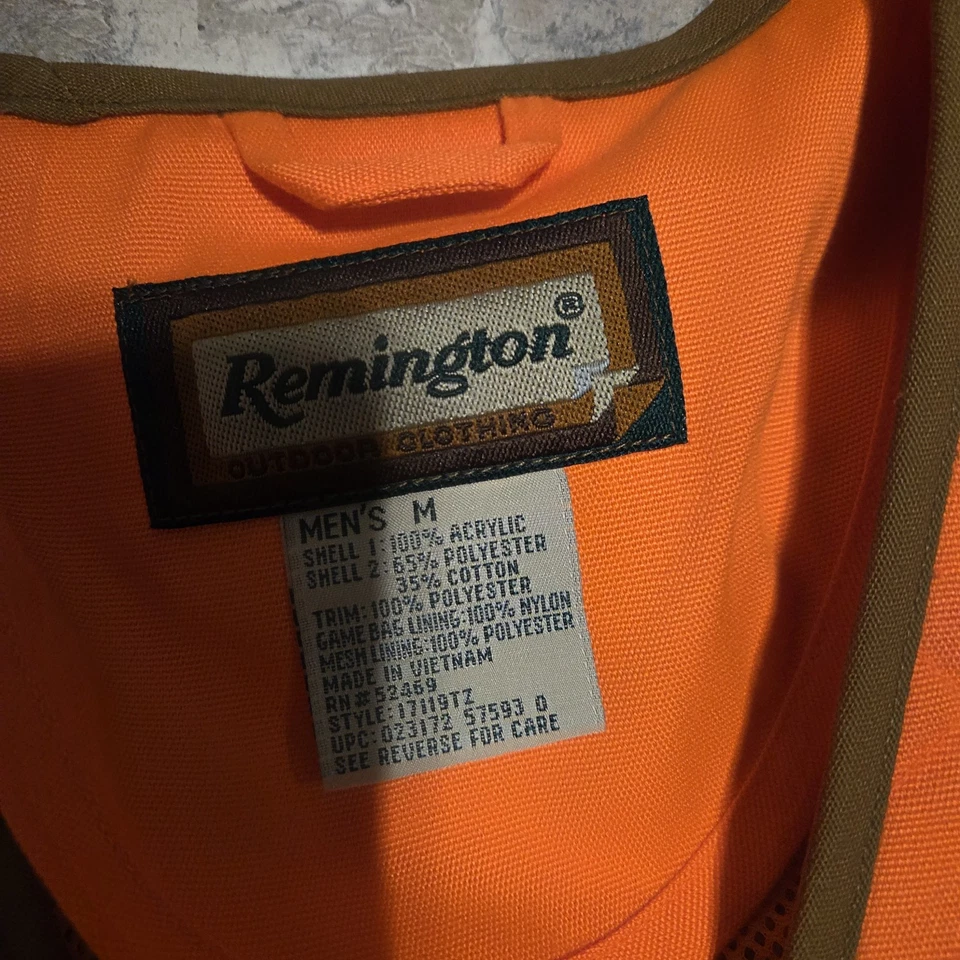 Remington®
OUTDOOR CLOTHING
MEN'S M
SHELL 1:100% ACRYLIC
SHELL 2:65% POLYESTER
35% COTTON
TRIM:100% POLYESTER
GAME BAG LINING:100% NYLON
MESH LINING:100% POLYESTER
MADE IN VIETNAM
RN#52469
STYLE:17119TZ
UPC:023172 57593 0
SEE REVERSE FOR CARE